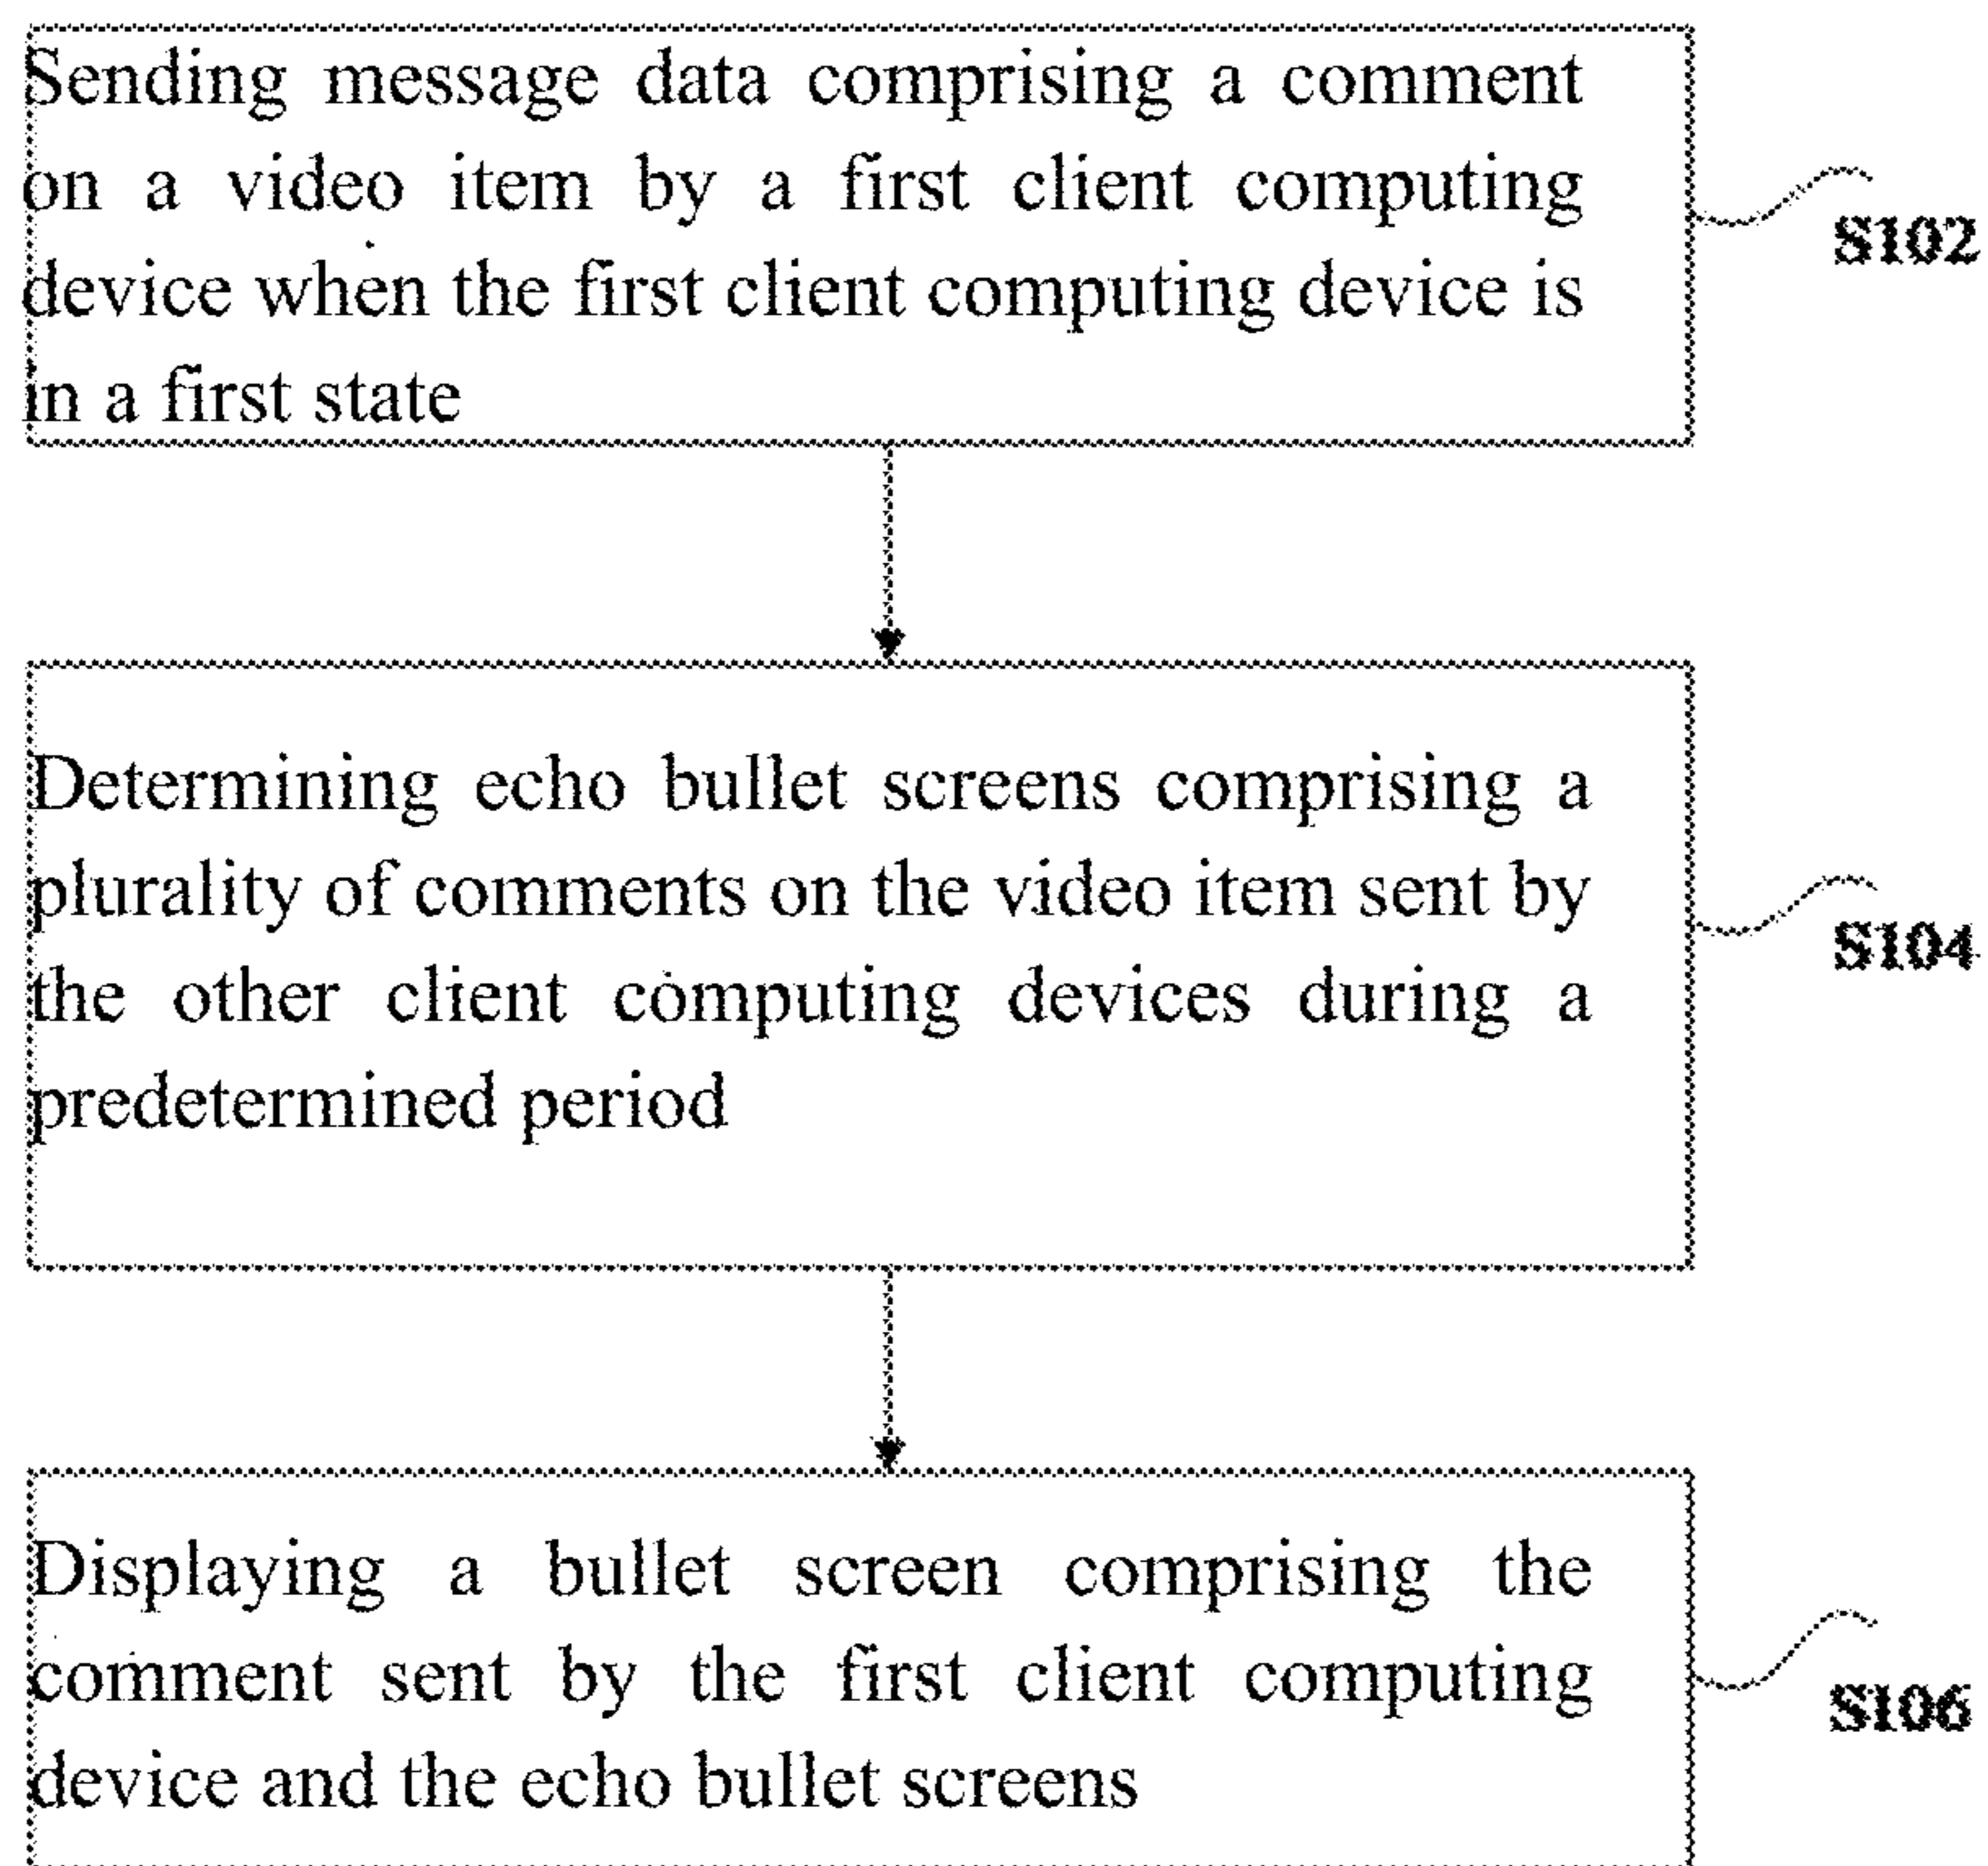 Sending message data comprising a comment
on a video item by a first client computing
device when the first client computing device is
in a first state
S102
Determining echo bullet screens comprising a
plurality of comments on the video item sent by
the other client computing devices during a
predetermined period
S104
Displaying a bullet screen comprising the
comment sent by the first client computing
device and the echo bullet screens
S106